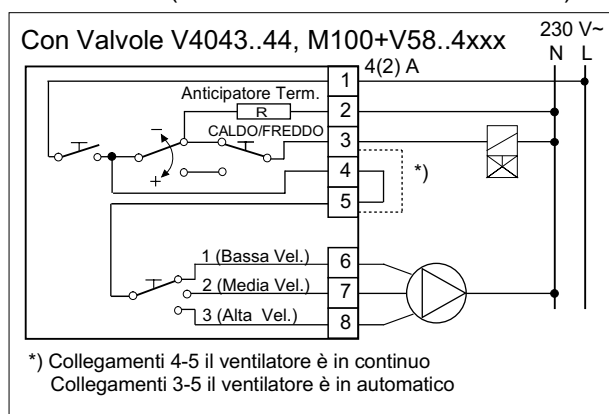 Con Valvole V4043..44, M100+V58..4xxx
230 V~
N L
4(2) A
1
Anticipatore Term.
R
2
CALDO/FREDDO
3
–
+
4
*)
5
1 (Bassa Vel.)
6
2 (Media Vel.)
7
3 (Alta Vel.)
8
*) Collegamenti 4-5 il ventilatore è in continuo
Collegamenti 3-5 il ventilatore è in automatico